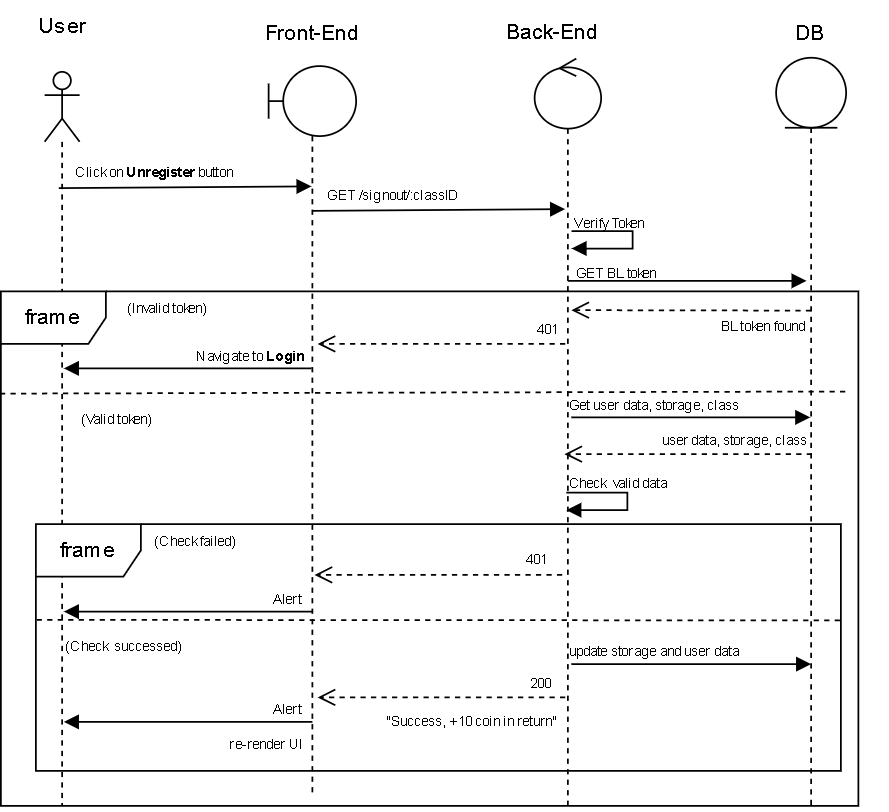 User
Front-End
Back-End
DB
Click on Unregister button
GET /signout/:classID
Verify Token
GET BL token
frame
(Invalid token)
BL token found
401
Navigate to Login
(Valid token)
Get user data, storage, class
user data, storage, class
Check valid data
frame
(Check failed)
401
Alert
(Check successed)
update storage and user data
200
Alert
"Success, +10 coin in return"
re-render UI